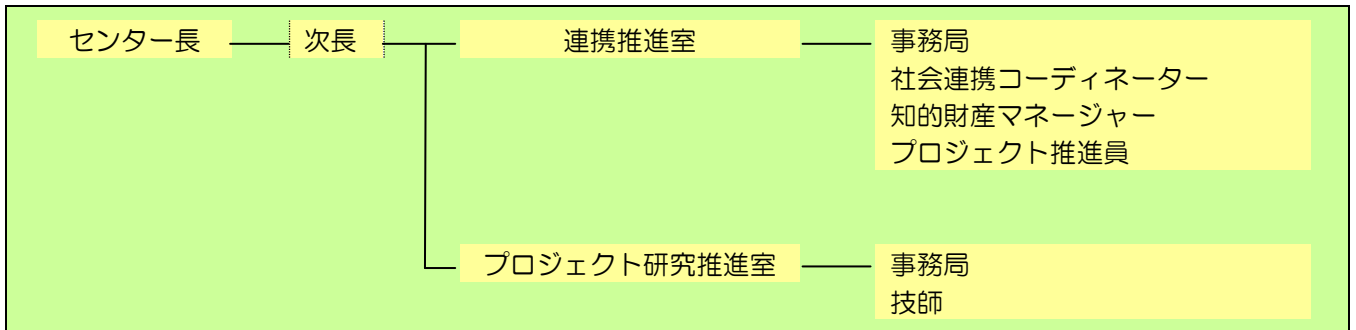 センター長 次長 連携推進室 事務局
社会連携コーディネーター
知的財産マネージャー
プロジェクト推進員
プロジェクト研究推進室 事務局
技師